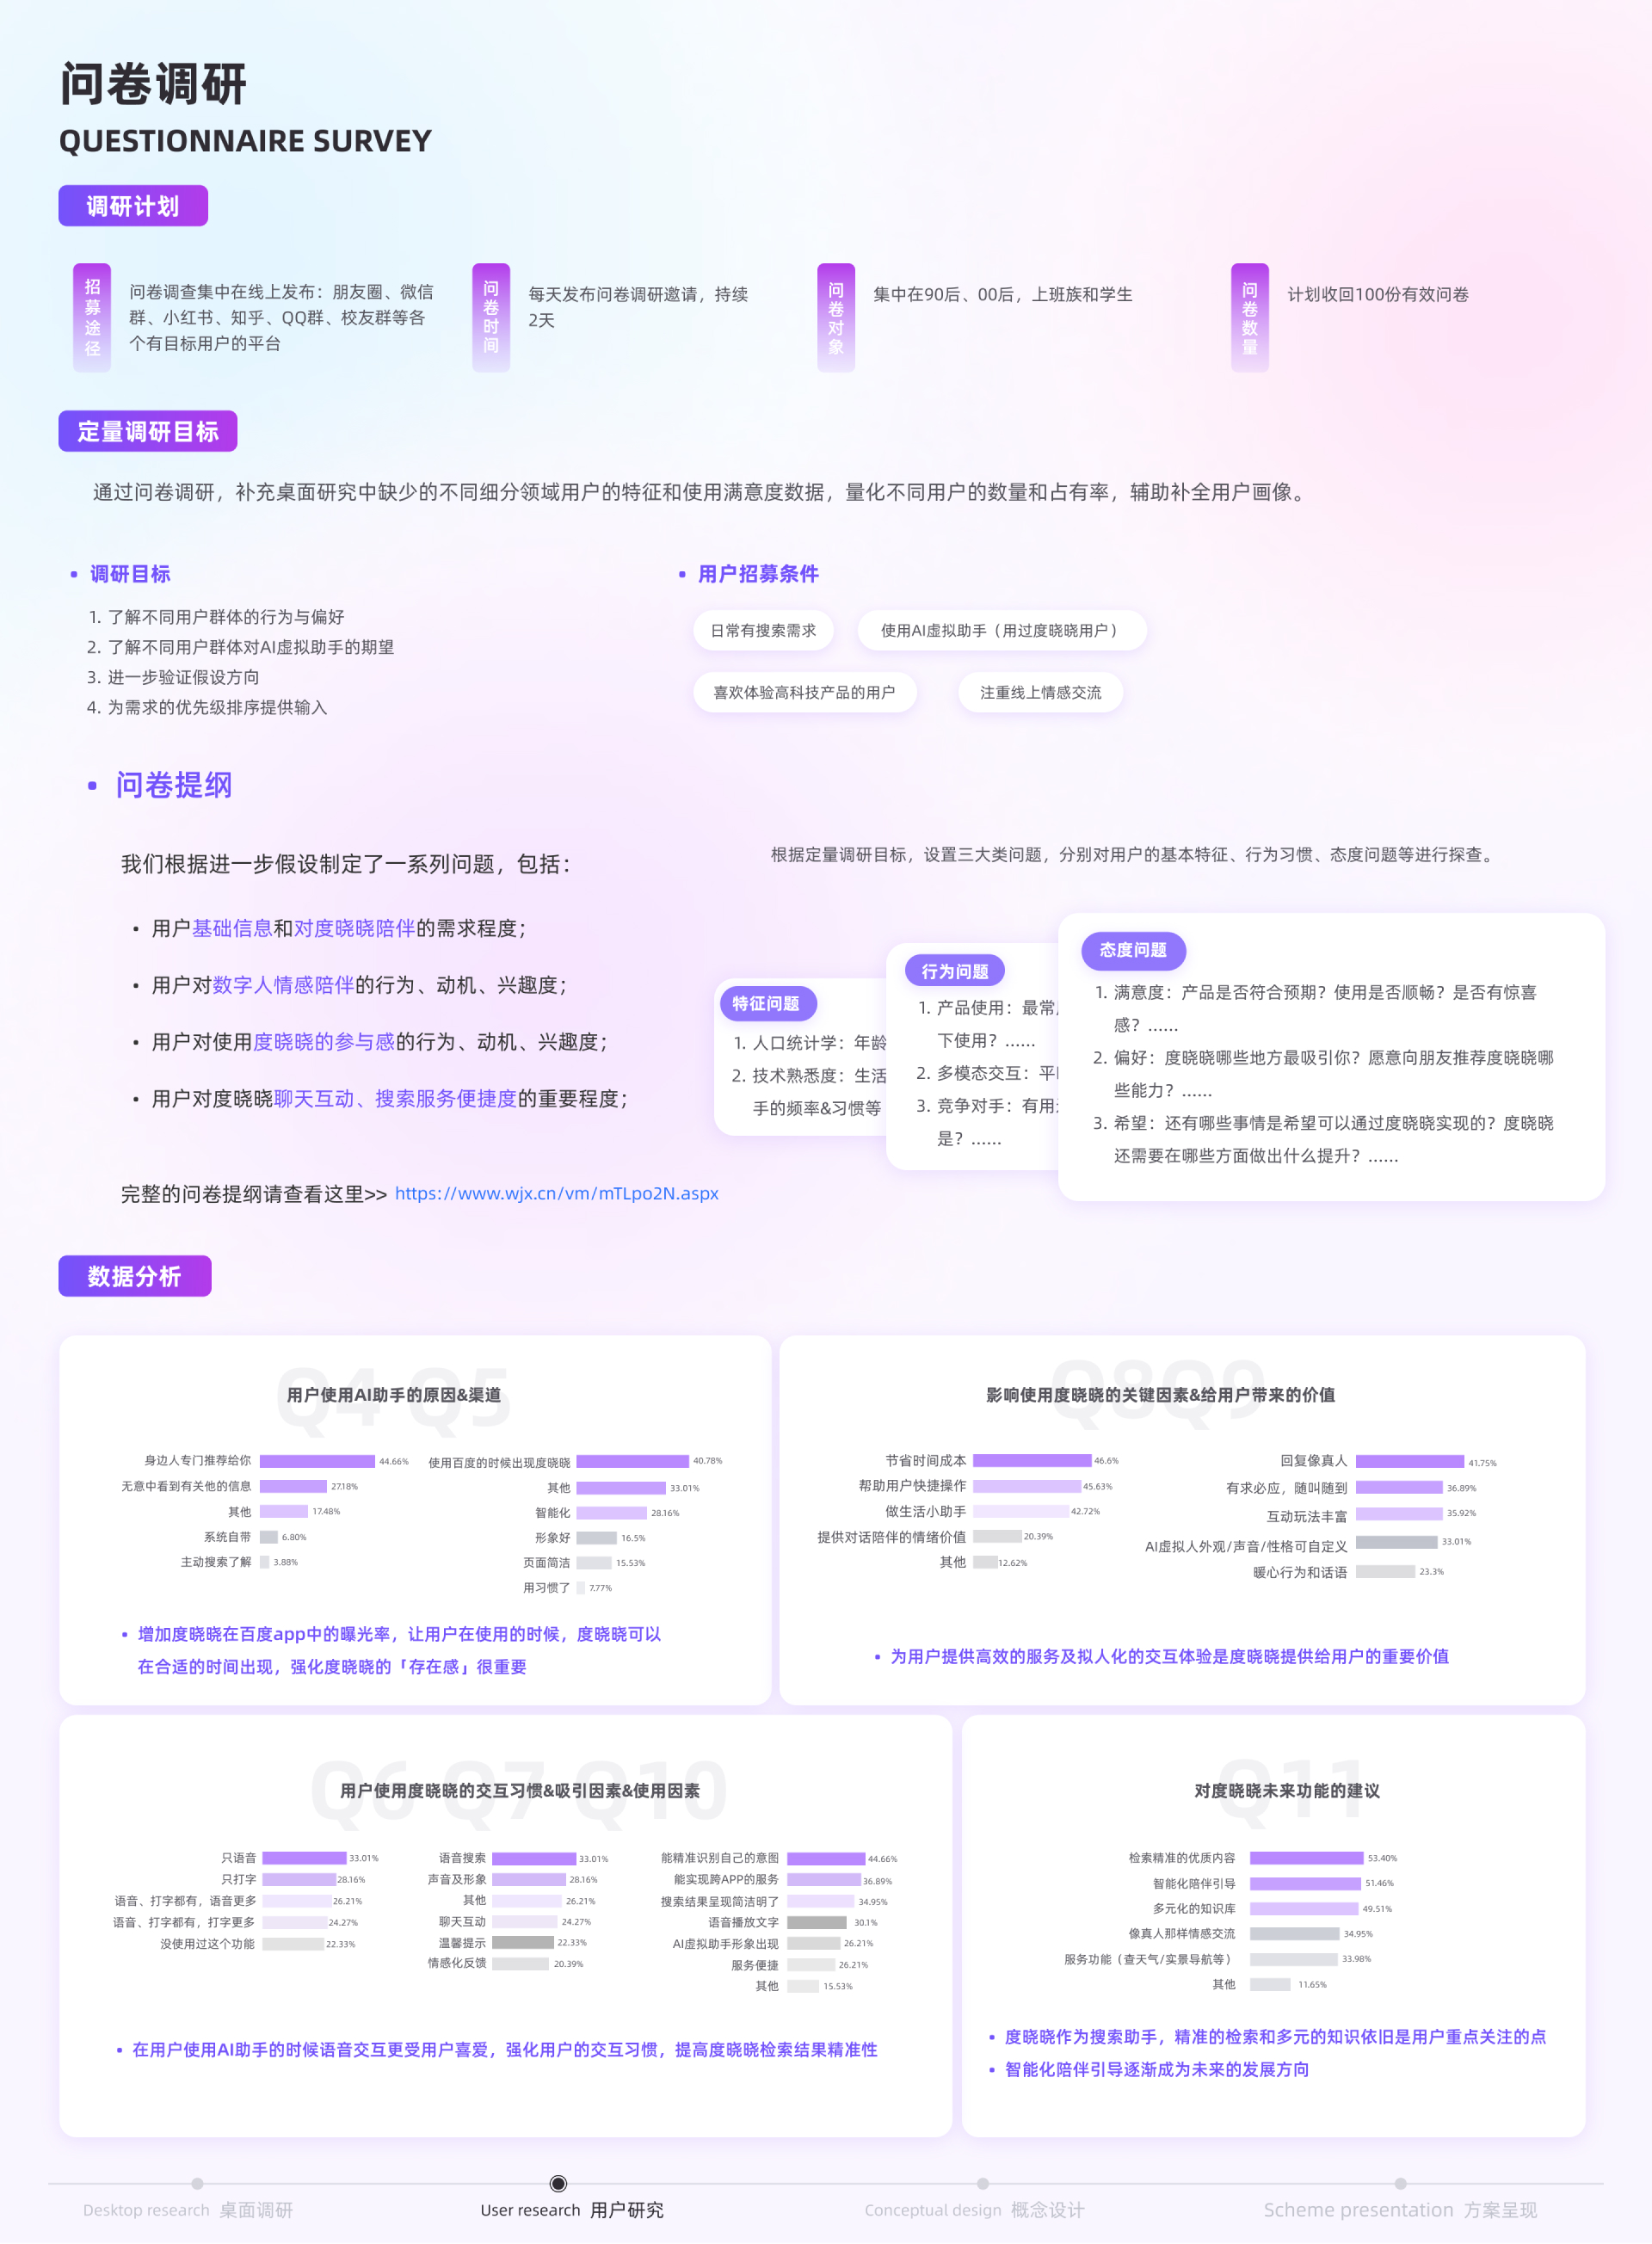 问卷调研
QUESTIONNAIRE SURVEY
调研计划
招募途径
问卷调查集中在线上发布：朋友圈、微信
群、小红书、知乎、QQ群、校友群等各
个有目标用户的平台
问卷时间
每天发布问卷调研邀请，持续
2天
问卷对象
集中在90后、00后，上班族和学生
问卷数量
计划收回100份有效问卷
定量调研目标
通过问卷调研，补充桌面研究中缺少的不同细分领域用户的特征和使用满意度数据，量化不同用户的数量和占有率，辅助补全用户画像。
• 调研目标
1. 了解不同用户群体的行为与偏好
2. 了解不同用户群体对AI虚拟助手的期望
3. 进一步验证假设方向
4. 为需求的优先级排序提供输入
• 用户招募条件
日常有搜索需求
使用AI虚拟助手（用过度晓晓用户）
喜欢体验高科技产品的用户
注重线上情感交流
• 问卷提纲
我们根据进一步假设制定了一系列问题，包括：
• 用户基础信息和对度晓晓陪伴的需求程度；
• 用户对数字人情感陪伴的行为、动机、兴趣度；
• 用户对使用度晓晓的参与感的行为、动机、兴趣度；
• 用户对度晓晓聊天互动、搜索服务便捷度的重要程度；
完整的问卷提纲请查看这里>> https://www.wjx.cn/vm/mTLpo2N.aspx
根据定量调研目标，设置三大类问题，分别对用户的基本特征、行为习惯、态度问题等进行探查。
特征问题
1. 人口统计学：年龄
2. 技术熟悉度：生活
手的频率&习惯等
行为问题
1. 产品使用：最常
下使用？......
2. 多模态交互：平
3. 竞争对手：有用
是？......
态度问题
1. 满意度：产品是否符合预期？使用是否顺畅？是否有惊喜
感？......
2. 偏好：度晓晓哪些地方最吸引你？愿意向朋友推荐度晓晓哪
些能力？......
3. 希望：还有哪些事情是希望可以通过度晓晓实现的？度晓晓
还需要在哪些方面做出什么提升？......
数据分析
Q4 Q5
用户使用AI助手的原因&渠道
身边人专门推荐给你 44.66%
无意中看到有关他的信息 27.18%
其他 17.48%
系统自带 6.80%
主动搜索了解 3.88%
使用百度的时候出现度晓晓 40.78%
其他 33.01%
智能化 28.16%
形象好 16.5%
页面简洁 15.53%
用习惯了 7.77%
• 增加度晓晓在百度app中的曝光率，让用户在使用的时候，度晓晓可以
在合适的时间出现，强化度晓晓的「存在感」很重要
Q8Q9
影响使用度晓晓的关键因素&给用户带来的价值
节省时间成本 46.6%
帮助用户快捷操作 45.63%
做生活小助手 42.72%
提供对话陪伴的情绪价值 20.39%
其他 12.62%
回复像真人 41.75%
有求必应，随叫随到 36.89%
互动玩法丰富 35.92%
AI虚拟人外观/声音/性格可自定义 33.01%
暖心行为和话语 23.3%
• 为用户提供高效的服务及拟人化的交互体验是度晓晓提供给用户的重要价值
Q6 Q7 Q10
用户使用度晓晓的交互习惯&吸引因素&使用因素
只语音 33.01%
只打字 28.16%
语音、打字都有，语音更多 26.21%
语音、打字都有，打字更多 24.27%
没使用过这个功能 22.33%
语音搜索 33.01%
声音及形象 28.16%
其他 26.21%
聊天互动 24.27%
温馨提示 22.33%
情感化反馈 20.39%
能精准识别自己的意图 44.66%
能实现跨APP的服务 36.89%
搜索结果呈现简洁明了 34.95%
语音播放文字 30.1%
AI虚拟助手形象出现 26.21%
服务便捷 26.21%
其他 15.53%
• 在用户使用AI助手的时候语音交互更受用户喜爱，强化用户的交互习惯，提高度晓晓检索结果精准性
Q11
对度晓晓未来功能的建议
检索精准的优质内容 53.40%
智能化陪伴引导 51.46%
多元化的知识库 49.51%
像真人那样情感交流 34.95%
服务功能（查天气/实景导航等） 33.98%
其他 11.65%
• 度晓晓作为搜索助手，精准的检索和多元的知识依旧是用户重点关注的点
• 智能化陪伴引导逐渐成为未来的发展方向
Desktop research 桌面调研
User research 用户研究
Conceptual design 概念设计
Scheme presentation 方案呈现